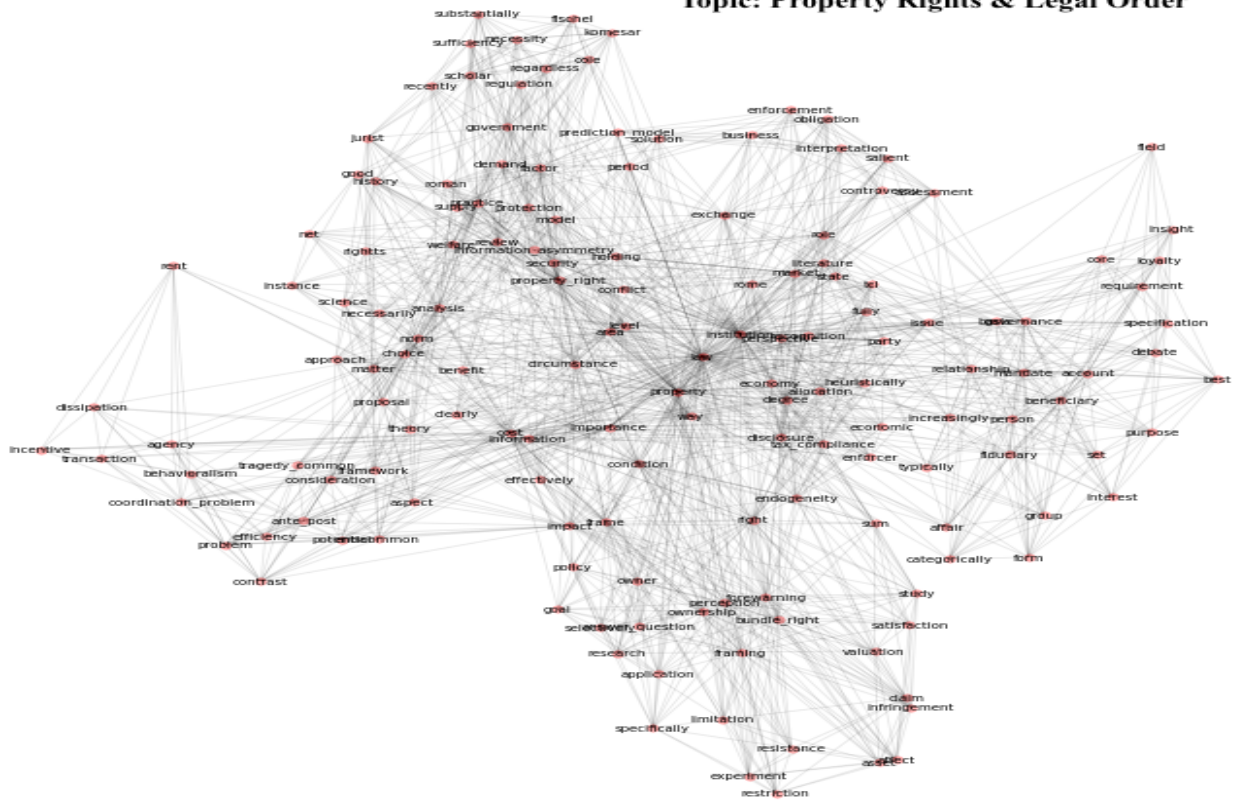 Topic: Property Rights & Legal Order
substantially
fischel
komesar
sufficiency
necessity
cole
regardless
scholar
recently
regulation
enforcement
obligation
government
prediction_model
solution
business
jurist
interpretation
field
salient
demand
factor
period
good
history
roman
controversy
assessment
supply
practice
protection
exchange
model
insight
net
role
welfare
review
rightts
information_asymmetry
holding
core
loyalty
rent
security
literature
market
state
property_right
instance
conflict
rome
tcl
requirement
science
necessarily
analysis
level
area
issue
governance
specification
norm
institution
perspective
party
choice
law
debate
approach
matter
benefit
circumstance
relationship
mandate
account
best
economy
heuristically
property
allocation
degree
proposal
beneficiary
dissipation
clearly
way
increasingly
person
theory
cost
information
importance
economic
purpose
agency
disclosure
tax_compliance
incentive
transaction
enforcer
fiduciary
set
tragedy_common
framework
behavioralism
consideration
condition
typically
effectively
coordination_problem
aspect
endogeneity
interest
ante_post
impact
frame
right
sum
affair
group
efficiency
problem
categorically
form
contrast
policy
owner
study
goal
perception
forewarning
ownership
bundle_right
answer_question
satisfaction
research
framing
valuation
application
claim
infringement
specifically
limitation
resistance
asset
experiment
restriction